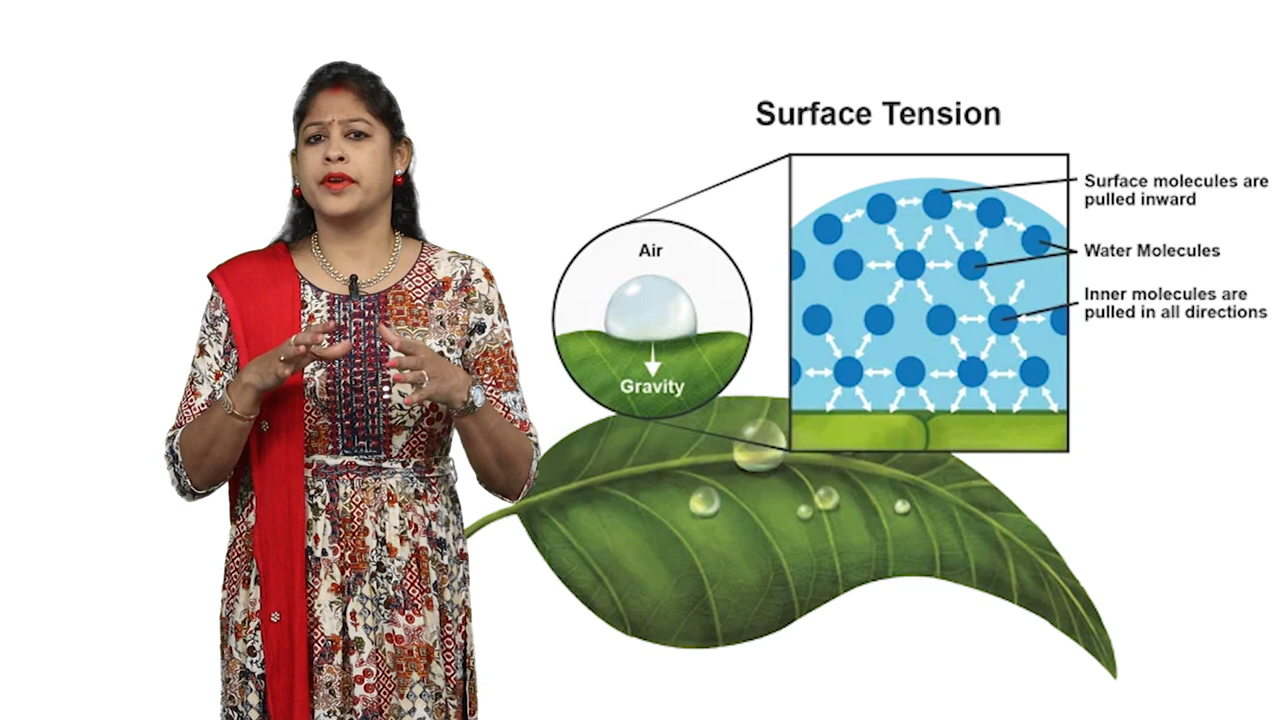 Surface Tension
Surface molecules are
pulled inward
Air
Water Molecules
Inner molecules are
pulled in all directions
Gravity